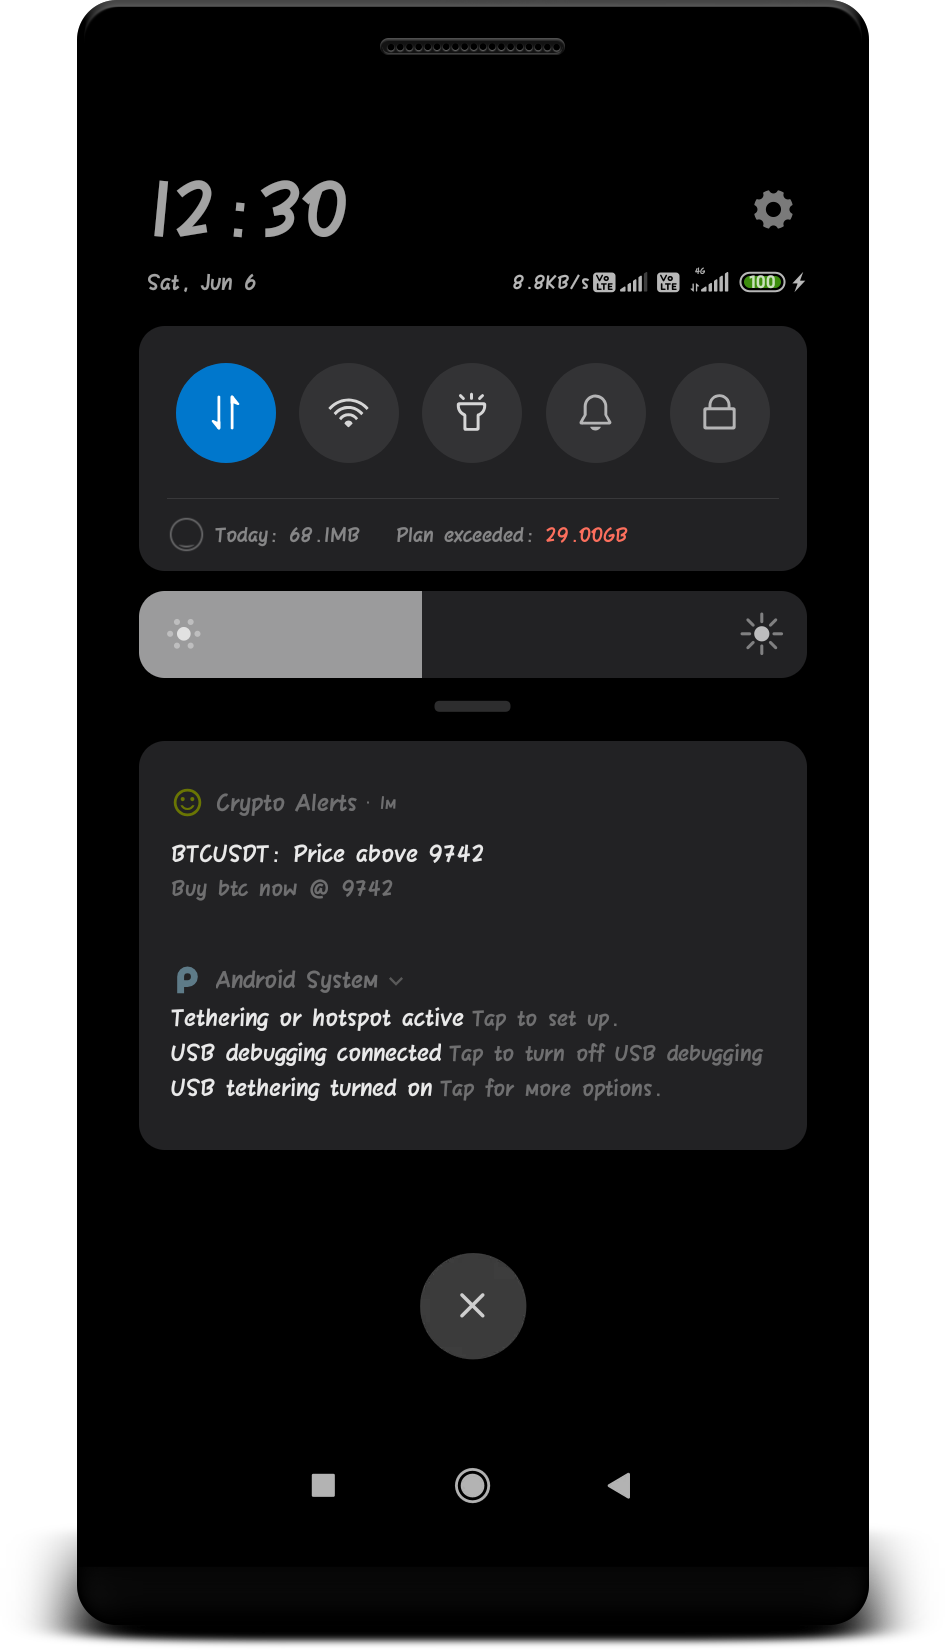 12:30
Sat, Jun 6
8.8KB/s Vo LTE Vo LTE 4G 100
Today: 68.1MB Plan exceeded: 29.00GB
Crypto Alerts · 1m
BTCUSDT: Price above 9742
Buy btc now @ 9742
Android System
Tethering or hotspot active Tap to set up.
USB debugging connected Tap to turn off USB debugging
USB tethering turned on Tap for more options.